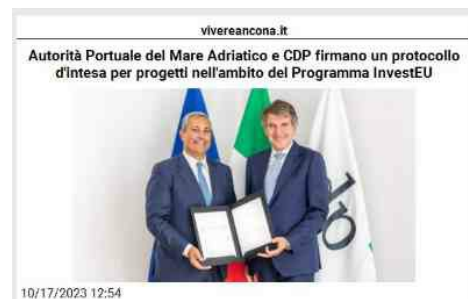 vivereancona.it
Autorità Portuale del Mare Adriatico e CDP firmano un protocollo
d'intesa per progetti nell'ambito del Programma InvestEU
10/17/2023 12:54